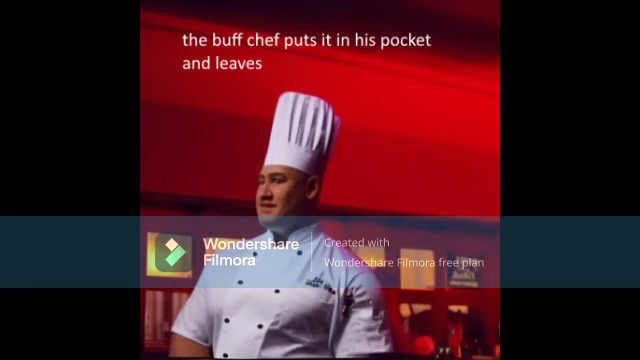 the buff chef puts it in his pocket
and leaves
Wondershare
Filmora
Created with
Wondershare Filmora free plan